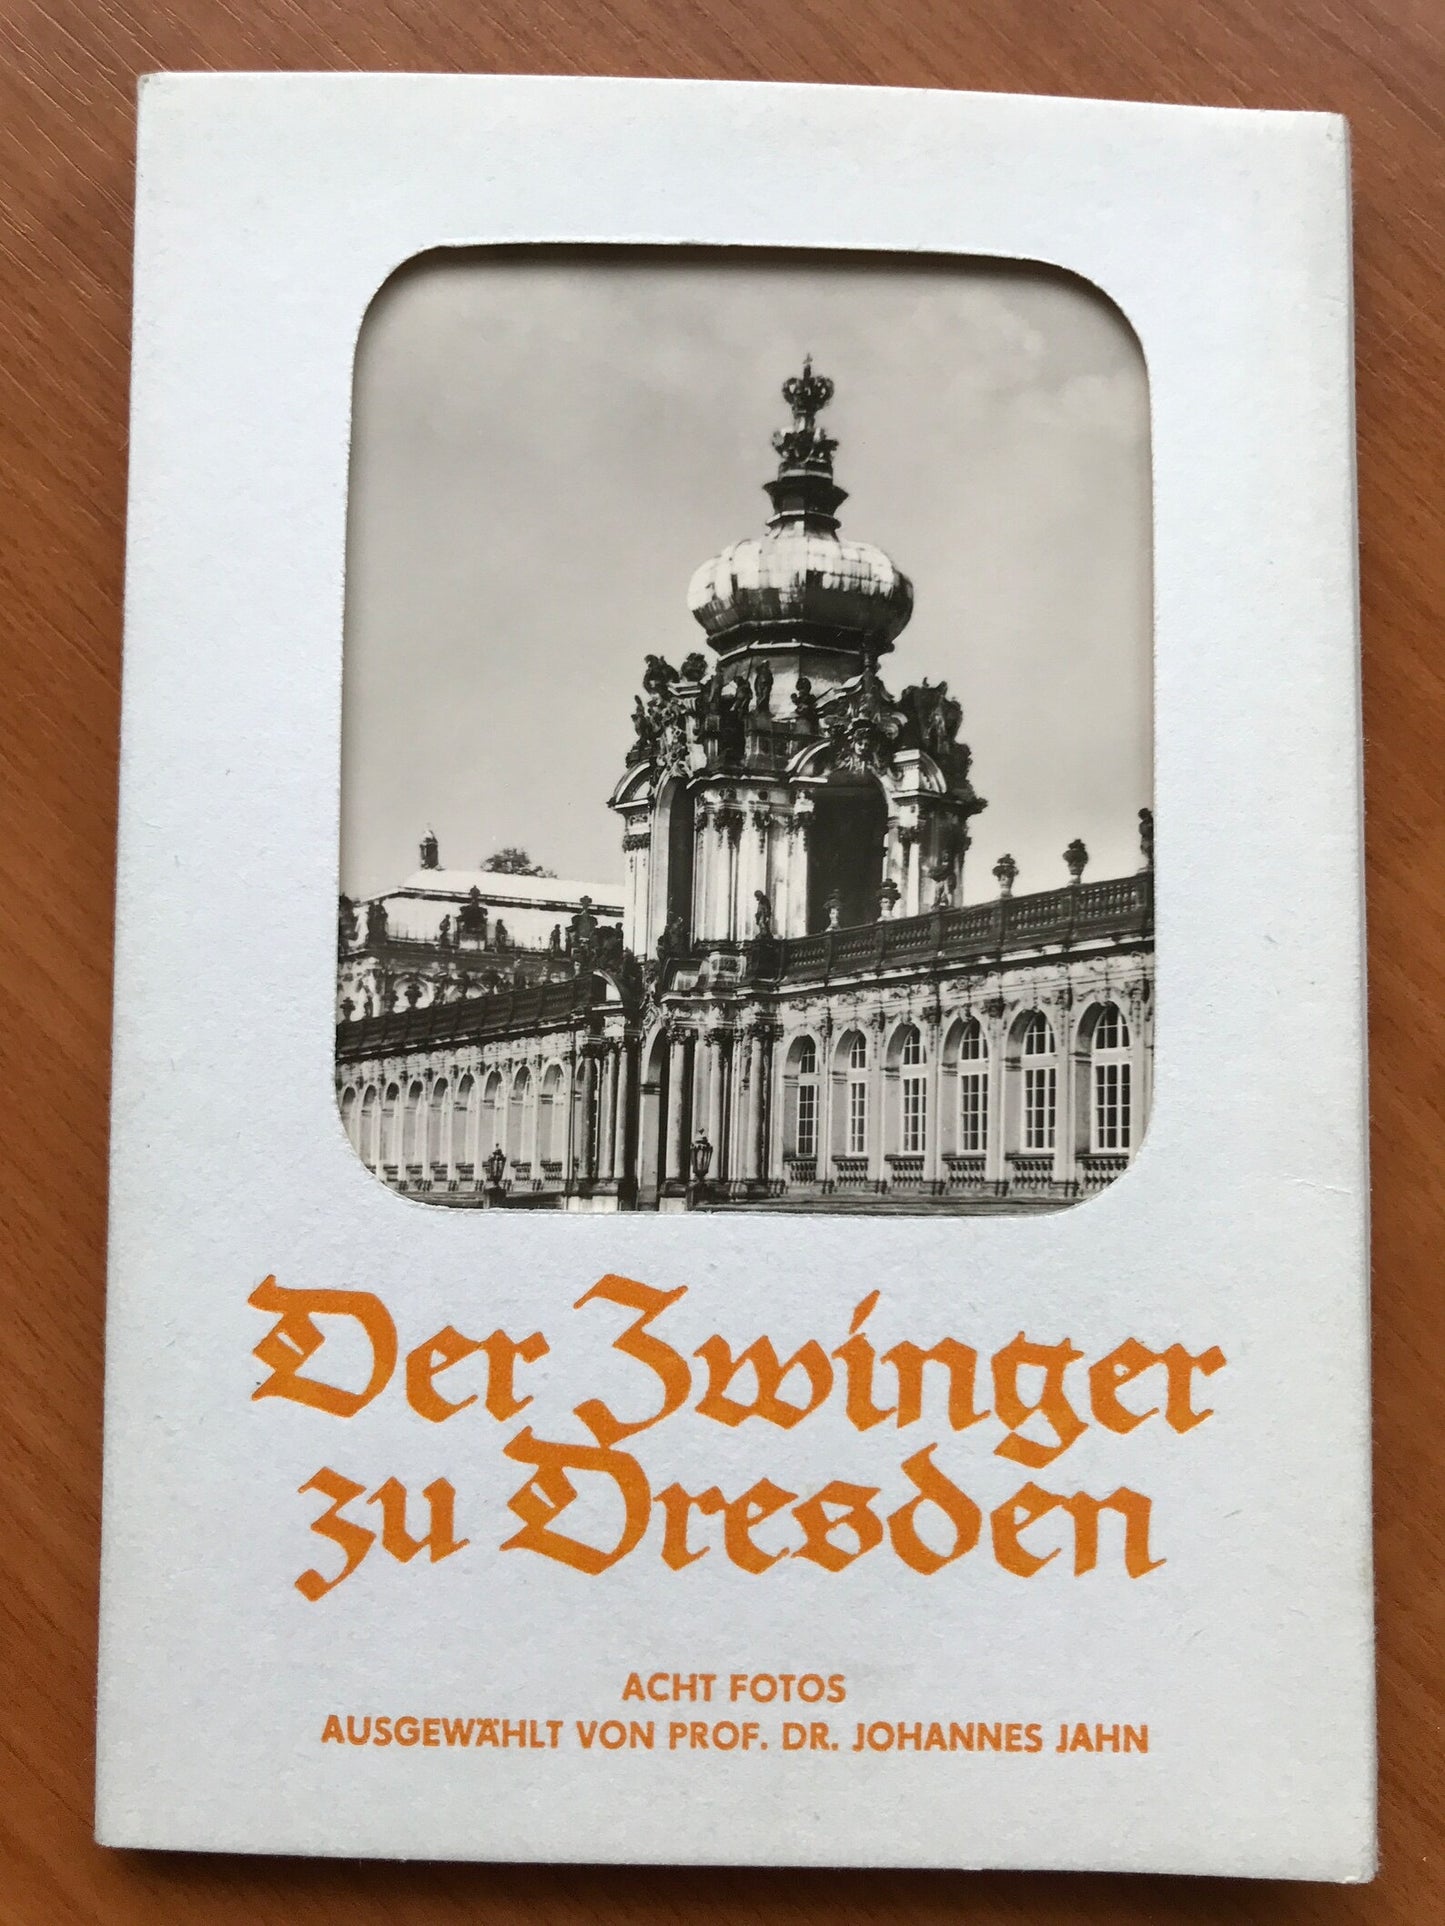 Der Zwinger
zu Dresden
ACHT FOTOS
AUSGEWÄHLT VON PROF. DR. JOHANNES JAHN